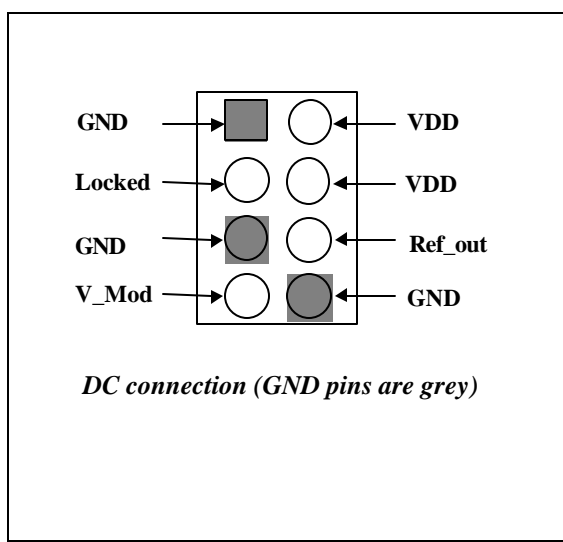 GND VDD
Locked VDD
GND Ref_out
V_Mod GND
DC connection (GND pins are grey)